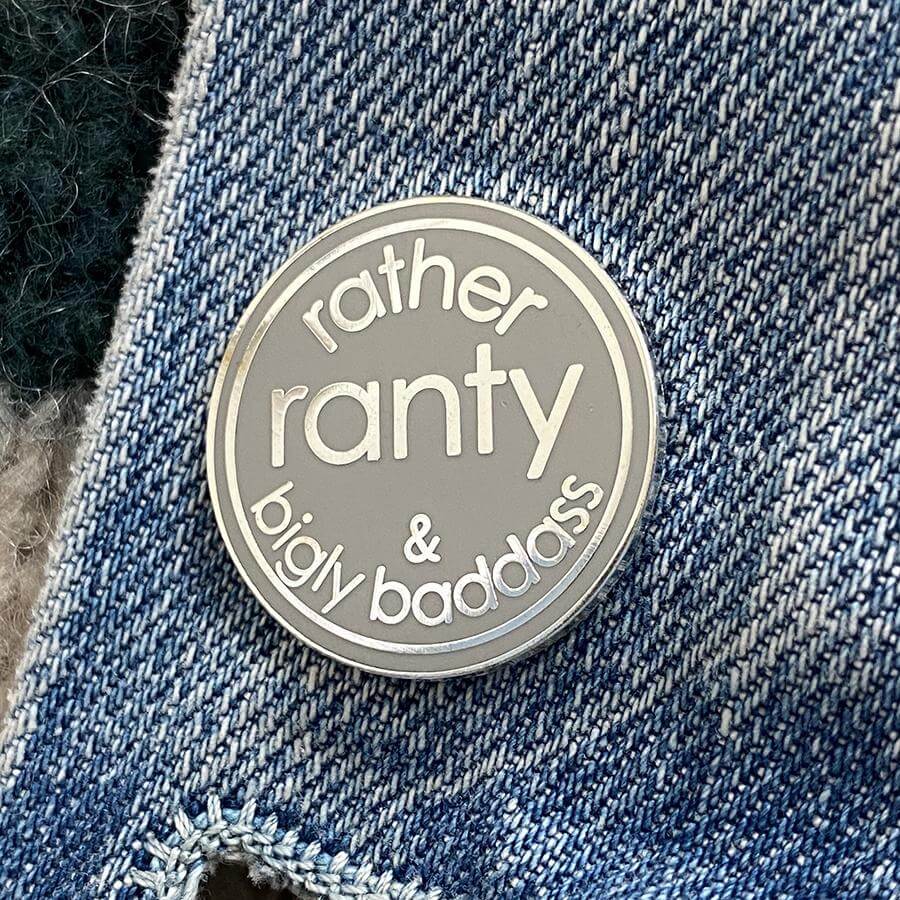 rather
ranty
&
bigly baddass